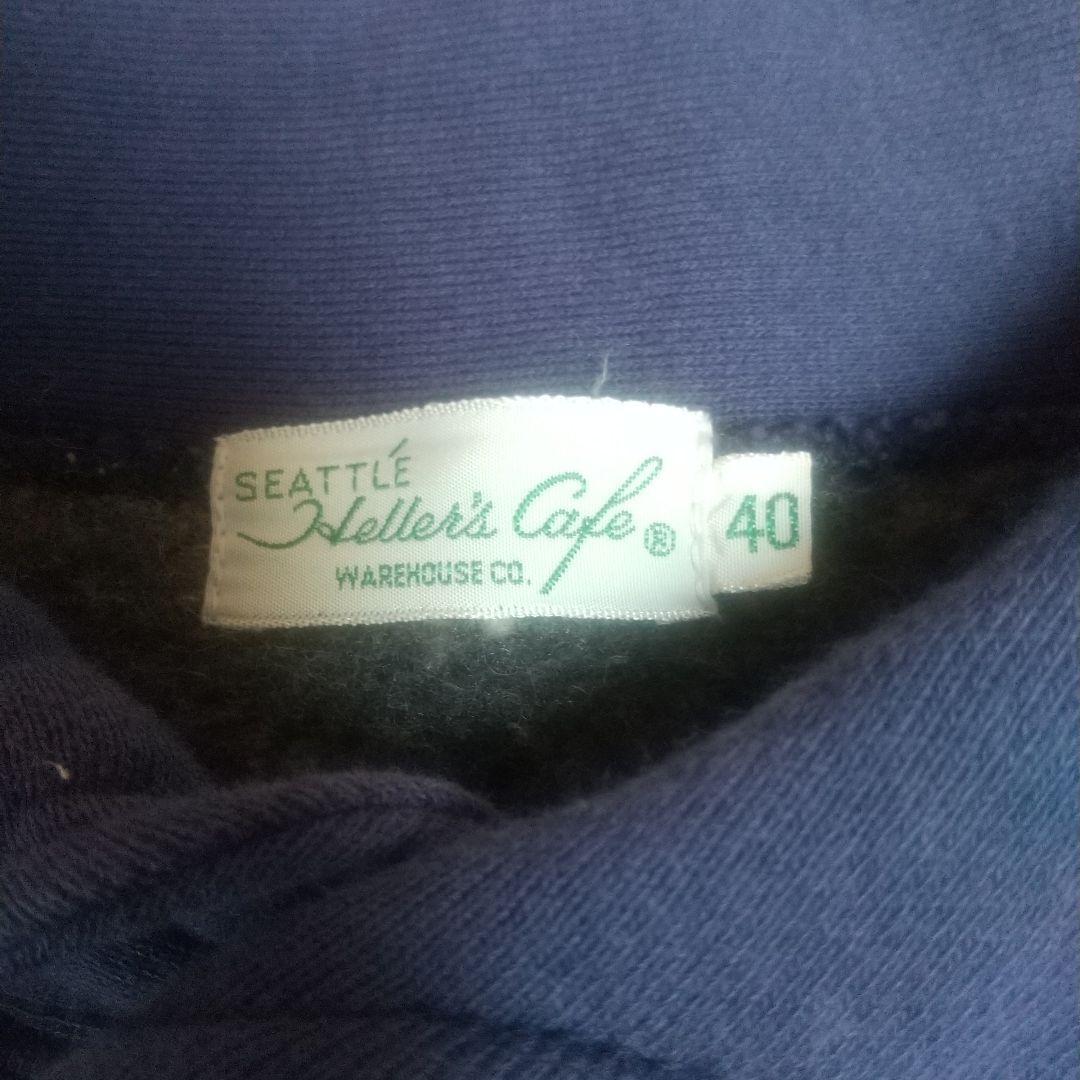 SEATTLÉ
Heller's Cafe ®
WAREHOUSE CO.
40